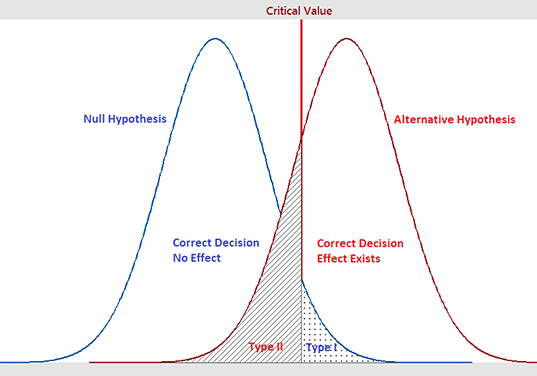 Critical Value
Null Hypothesis
Alternative Hypothesis
Correct Decision
No Effect
Correct Decision
Effect Exists
Type II
Type I